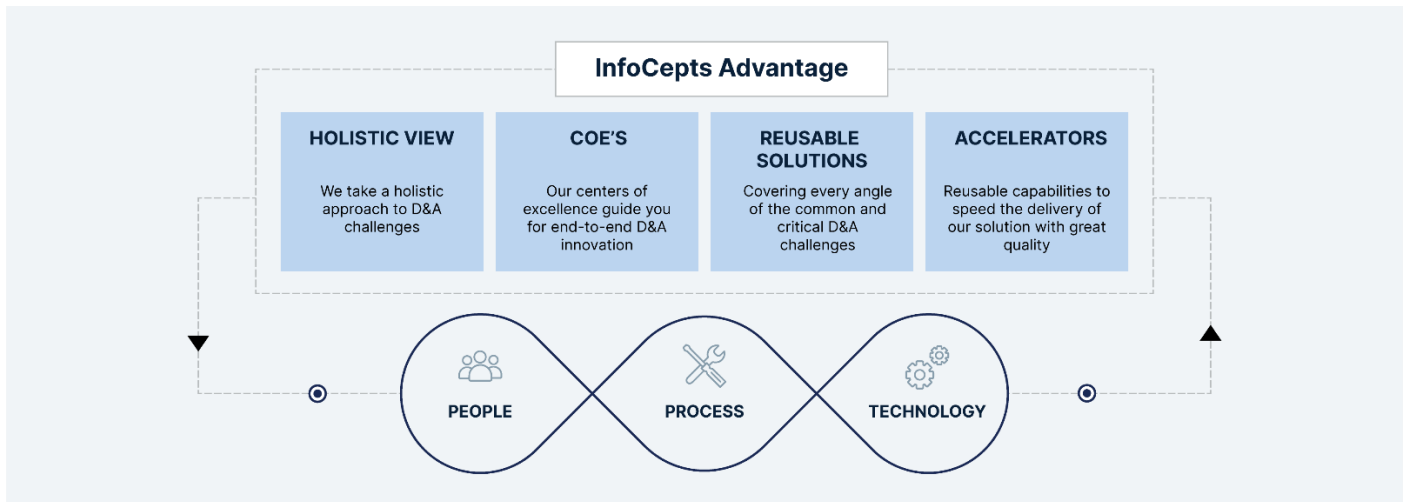 InfoCepts Advantage
HOLISTIC VIEW
We take a holistic
approach to D&A
challenges
COE'S
Our centers of
excellence guide you
for end-to-end D&A
innovation
REUSABLE
SOLUTIONS
Covering every angle
of the common and
critical D&A
challenges
ACCELERATORS
Reusable capabilities to
speed the delivery of
our solution with great
quality
PEOPLE
PROCESS
TECHNOLOGY